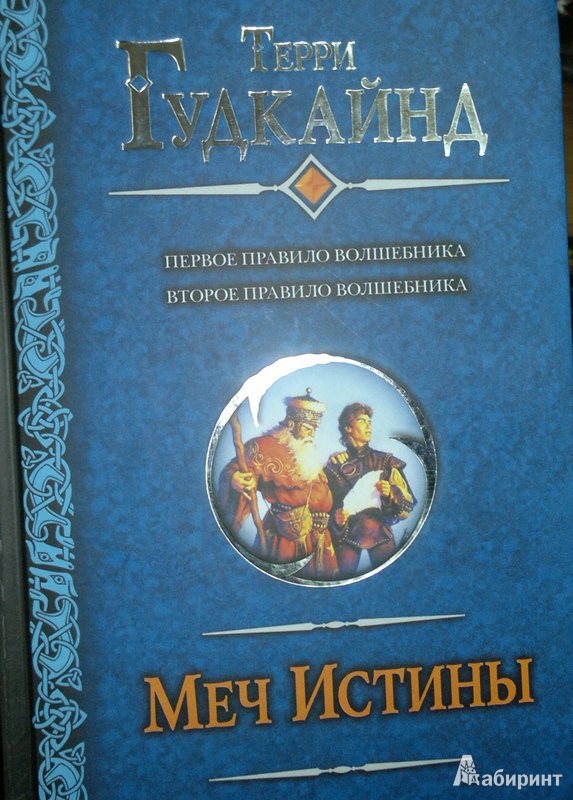 Терри
Гудкайнд
ПЕРВОЕ ПРАВИЛО ВОЛШЕБНИКА
ВТОРОЕ ПРАВИЛО ВОЛШЕБНИКА
Меч Истины
Лабиринт